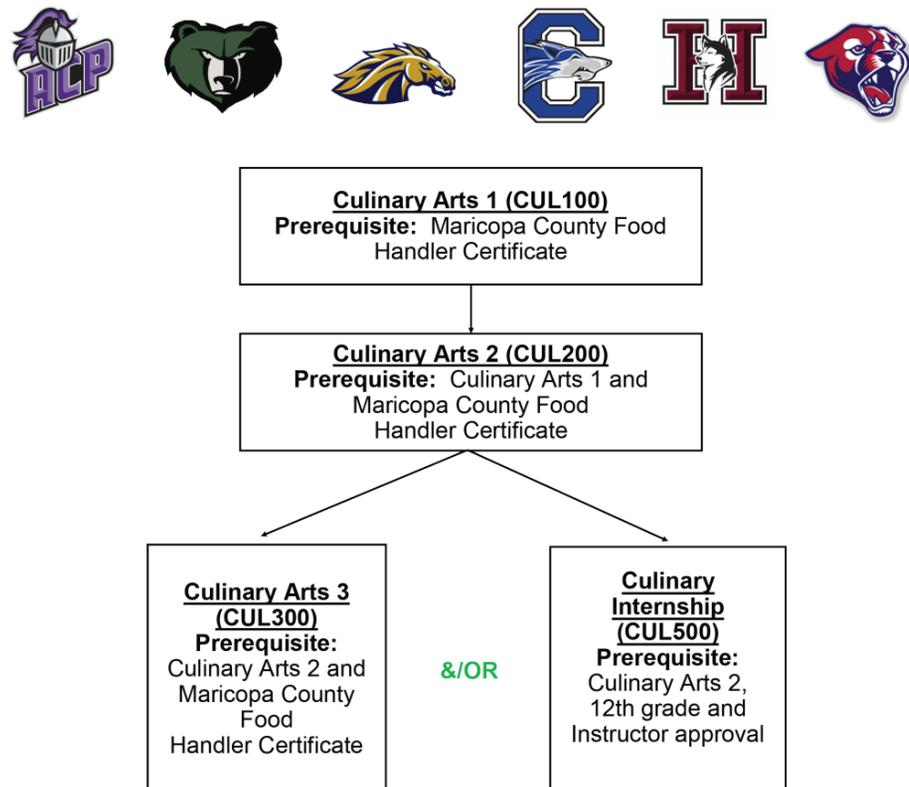 ACP
C
H
Culinary Arts 1 (CUL100)
Prerequisite: Maricopa County Food
Handler Certificate
Culinary Arts 2 (CUL200)
Prerequisite: Culinary Arts 1 and
Maricopa County Food
Handler Certificate
Culinary Arts 3
(CUL300)
Prerequisite:
Culinary Arts 2 and
Maricopa County
Food
Handler Certificate
&/OR
Culinary
Internship
(CUL500)
Prerequisite:
Culinary Arts 2,
12th grade and
Instructor approval